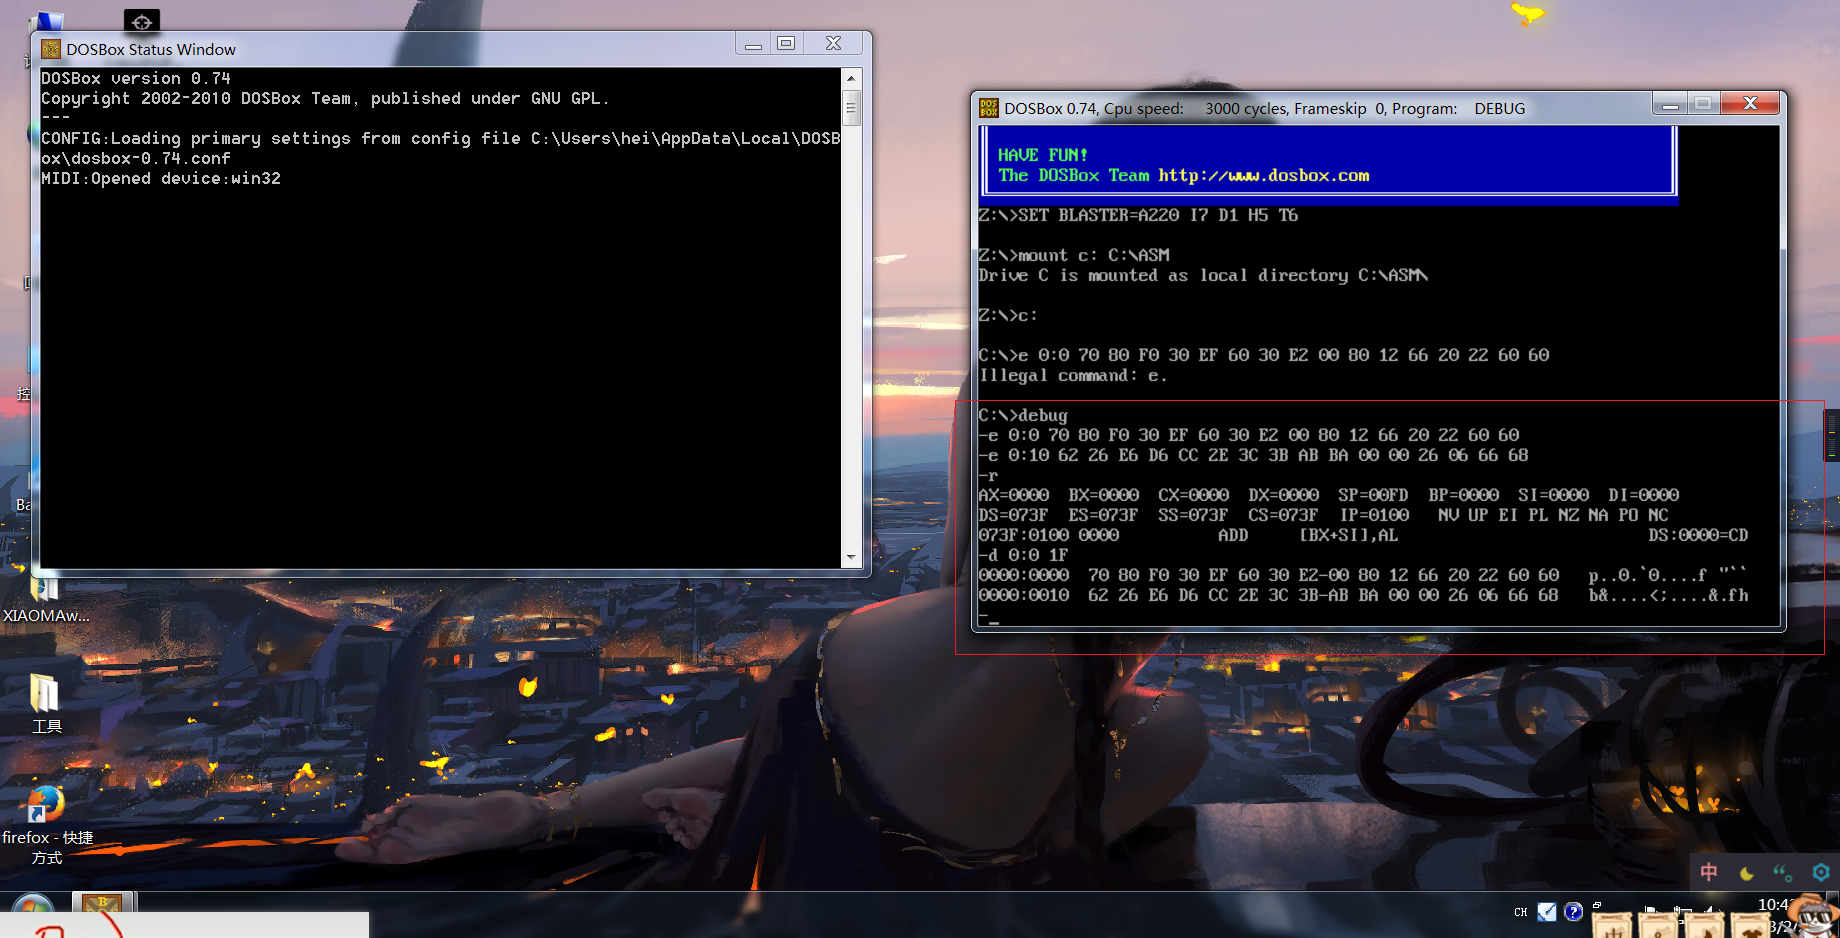 DOSBox Status Window
DOSBox version 0.74
Copyright 2002-2010 DOSBox Team, published under GNU GPL.
---
CONFIG:Loading primary settings from config file C:\Users\hei\AppData\Local\DOSB
ox\dosbox-0.74.conf
MIDI:Opened device:win32
DOSBox 0.74, Cpu speed: 3000 cycles, Frameskip 0, Program: DEBUG
HAVE FUN!
The DOSBox Team http://www.dosbox.com
Z:\>SET BLASTER=A220 I7 D1 H5 T6
Z:\>mount c: C:\ASM
Drive C is mounted as local directory C:\ASM\
Z:\>c:
C:\>e 0:0 70 80 F0 30 EF 60 30 E2 00 80 12 66 20 22 60 60
Illegal command: e.
C:\>debug
-e 0:0 70 80 F0 30 EF 60 30 E2 00 80 12 66 20 22 60 60
-e 0:10 62 26 E6 D6 CC 2E 3C 3B AB BA 00 00 26 06 66 68
-r
AX=0000 BX=0000 CX=0000 DX=0000 SP=00FD BP=0000 SI=0000 DI=0000
DS=073F ES=073F SS=073F CS=073F IP=0100 NV UP EI PL NZ NA PO NC
073F:0100 0000 ADD [BX+SI],AL DS:0000=CD
-d 0:0 1F
0000:0000 70 80 F0 30 EF 60 30 E2-00 80 12 66 20 22 60 60 p..0.`0....f "``
0000:0010 62 26 E6 D6 CC 2E 3C 3B-AB BA 00 00 26 06 66 68 b&....<;....&.fh
-_
控
Ba
XIAOMAw...
工具
firefox - 快捷
方式
中
CH
10:4